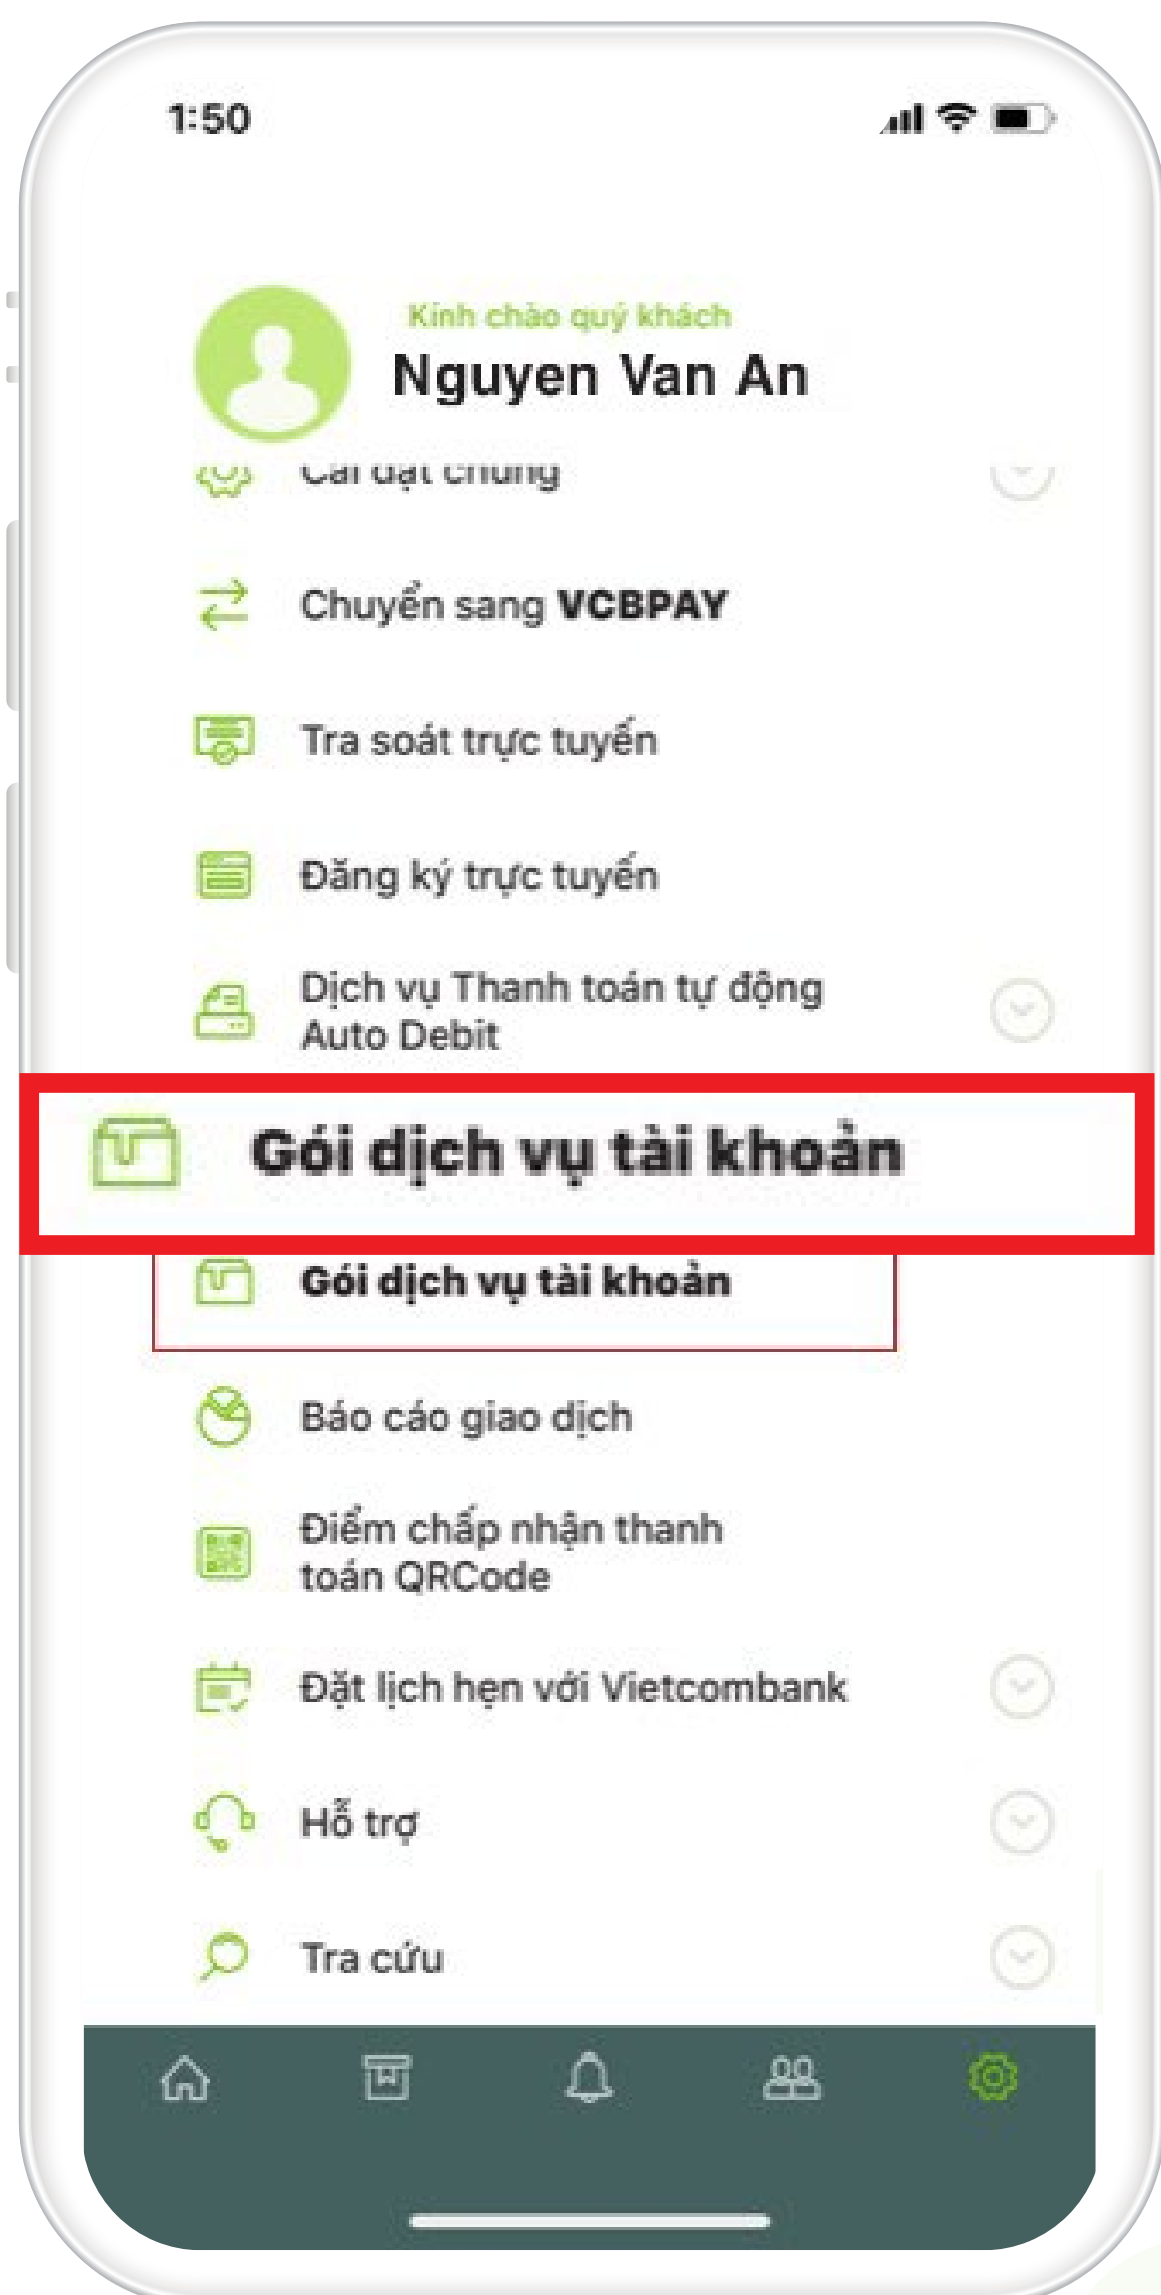 1:50
Kính chào quý khách
Nguyen Van An
Cài đặt chung
Chuyển sang VCBPAY
Tra soát trực tuyến
Đăng ký trực tuyến
Dịch vụ Thanh toán tự động
Auto Debit
Gói dịch vụ tài khoản
Gói dịch vụ tài khoản
Báo cáo giao dịch
Điểm chấp nhận thanh
toán QRCode
Đặt lịch hẹn với Vietcombank
Hỗ trợ
Tra cứu